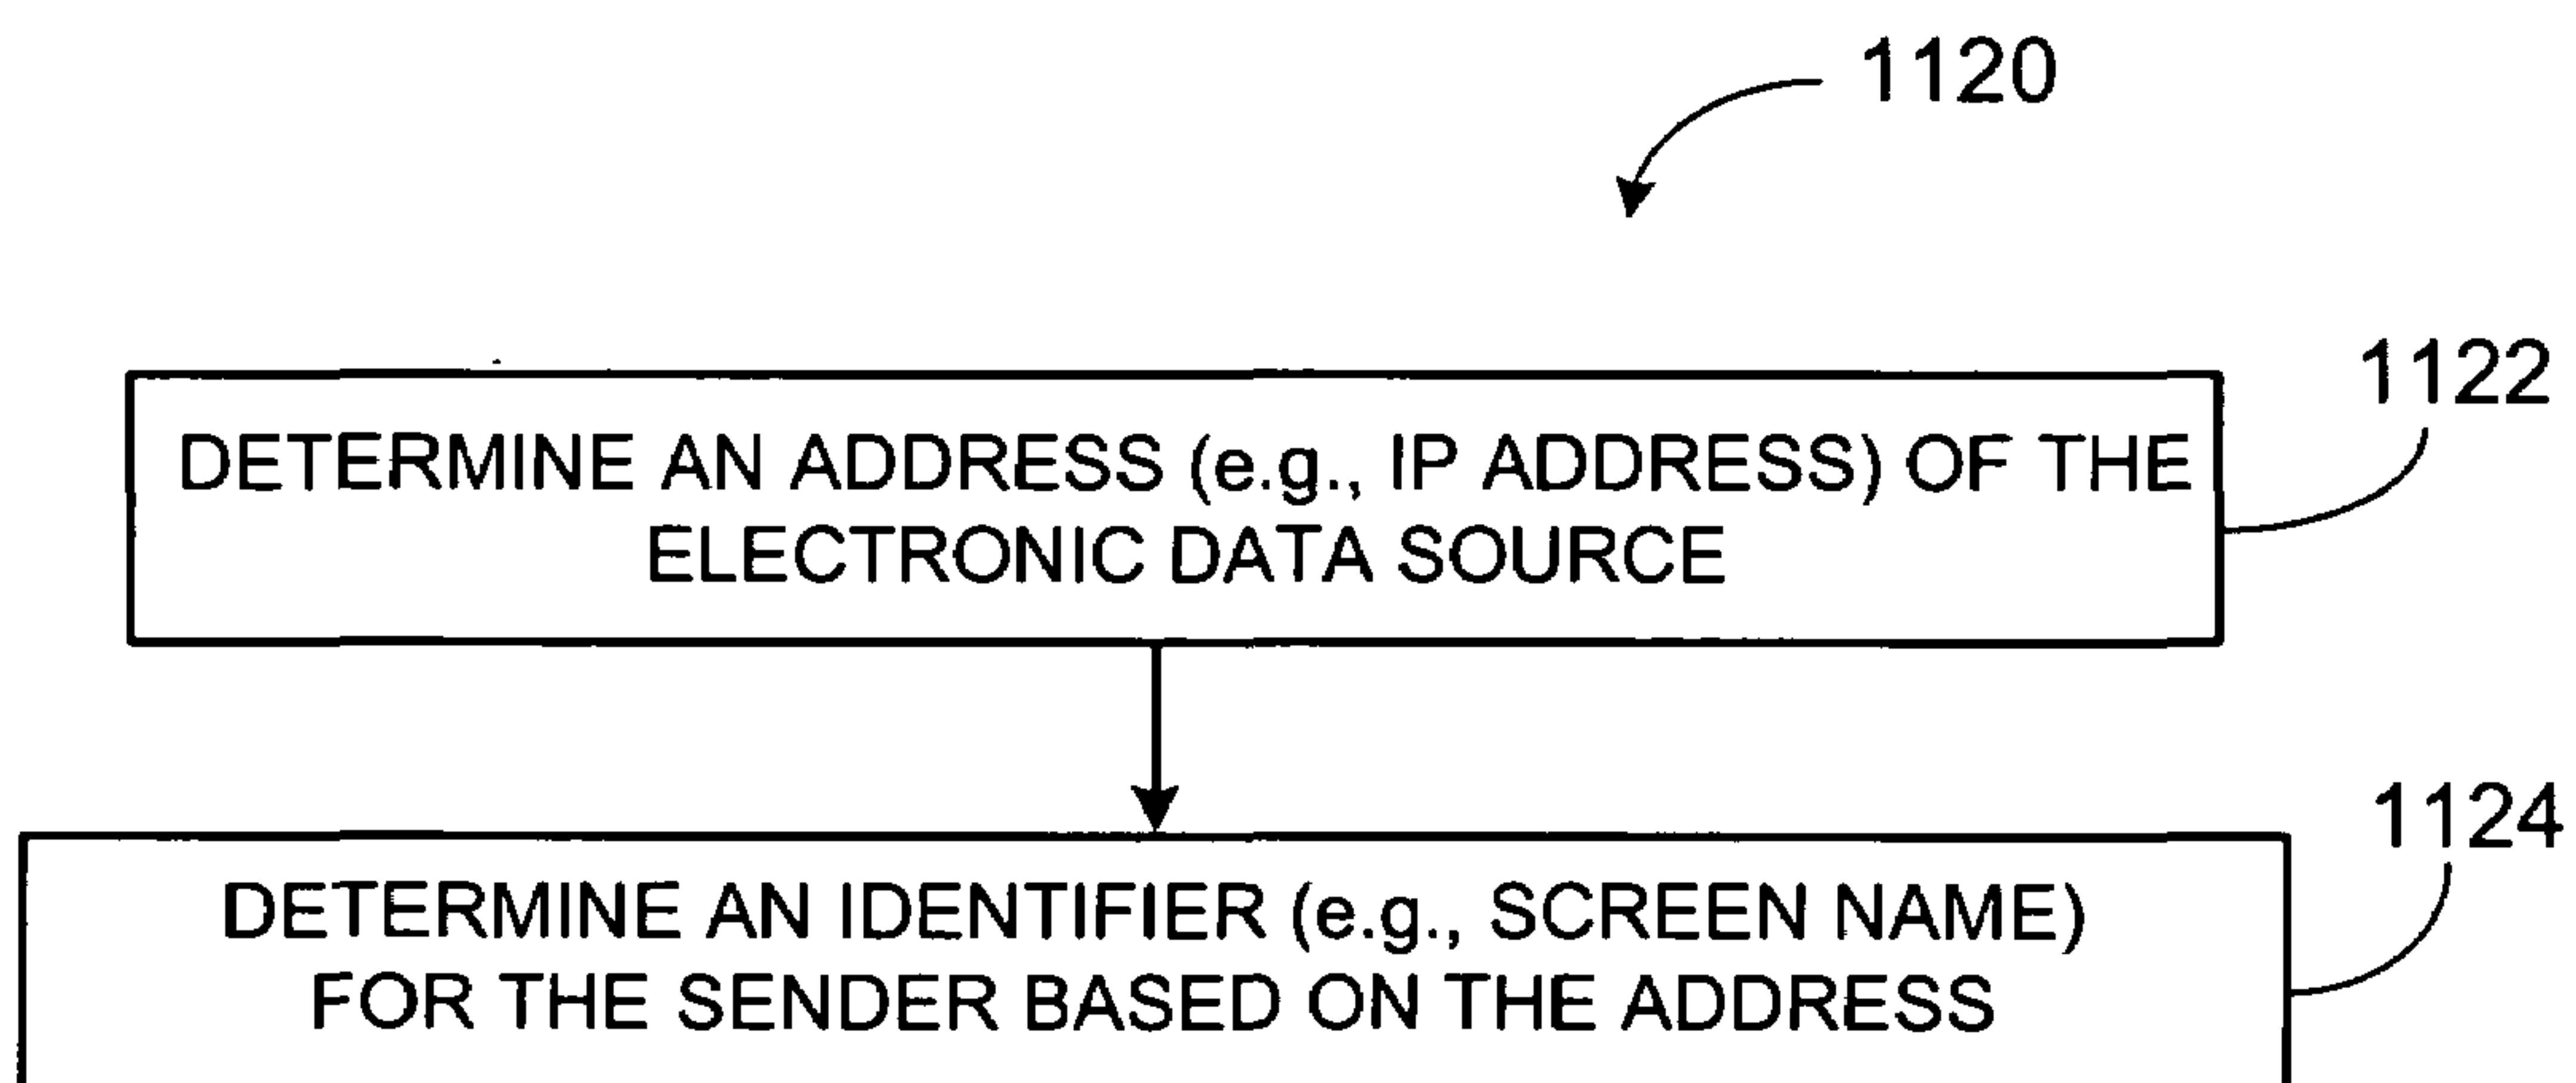 1120
1122
DETERMINE AN ADDRESS (e.g., IP ADDRESS) OF THE
ELECTRONIC DATA SOURCE
1124
DETERMINE AN IDENTIFIER (e.g., SCREEN NAME)
FOR THE SENDER BASED ON THE ADDRESS